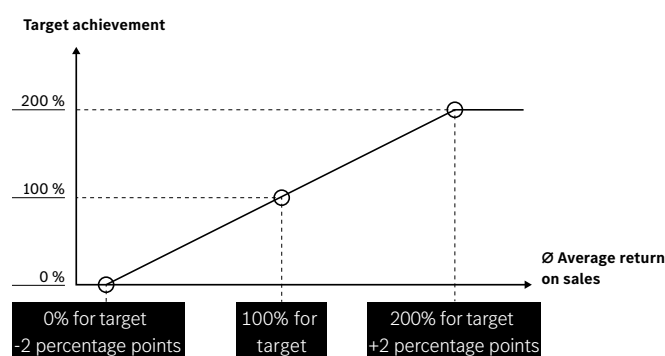 Target achievement
200 %
100 %
0 %
Ø Average return
on sales
0% for target
-2 percentage points
100% for
target
200% for target
+2 percentage points